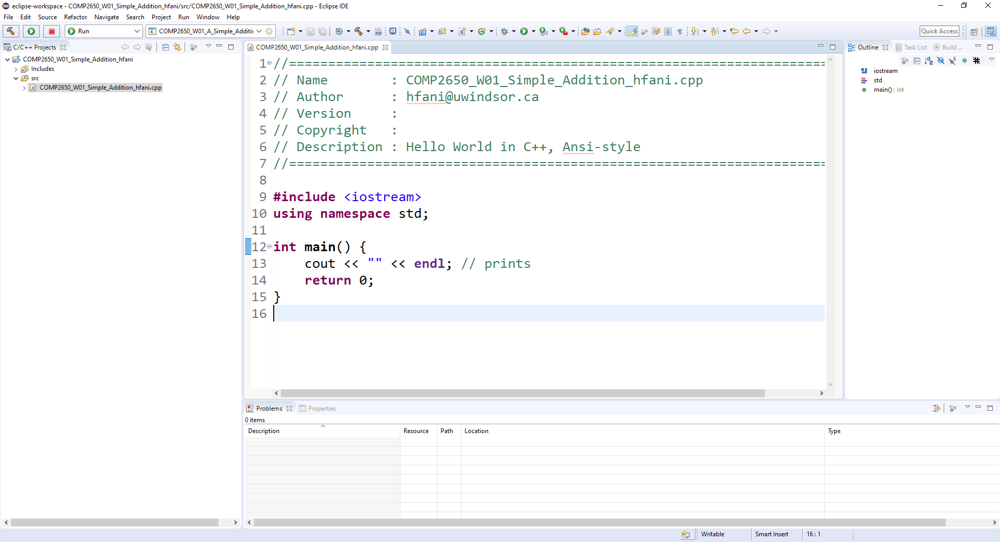 eclipse-workspace - COMP2650_W01_Simple_Addition_hfani/src/COMP2650_W01_Simple_Addition_hfani.cpp - Eclipse IDE
File Edit Source Refactor Navigate Search Project Run Window Help
Run COMP2650_W01_A_Simple_Additic Quick Access
C/C++ Projects
COMP2650_W01_Simple_Addition_hfani
Includes
src
COMP2650_W01_Simple_Addition_hfani.cpp
COMP2650_W01_Simple_Addition_hfani.cpp
1 //=====================================================================
2 // Name        : COMP2650_W01_Simple_Addition_hfani.cpp
3 // Author      : hfani@uwindsor.ca
4 // Version     :
5 // Copyright   :
6 // Description : Hello World in C++, Ansi-style
7 //=====================================================================
8
9 #include <iostream>
10 using namespace std;
11
12 int main() {
13     cout << "" << endl; // prints
14     return 0;
15 }
16
Outline Task List Build ...
iostream
std
main() : int
Problems Properties
0 items
Description Resource Path Location Type
Writable Smart Insert 16 : 1